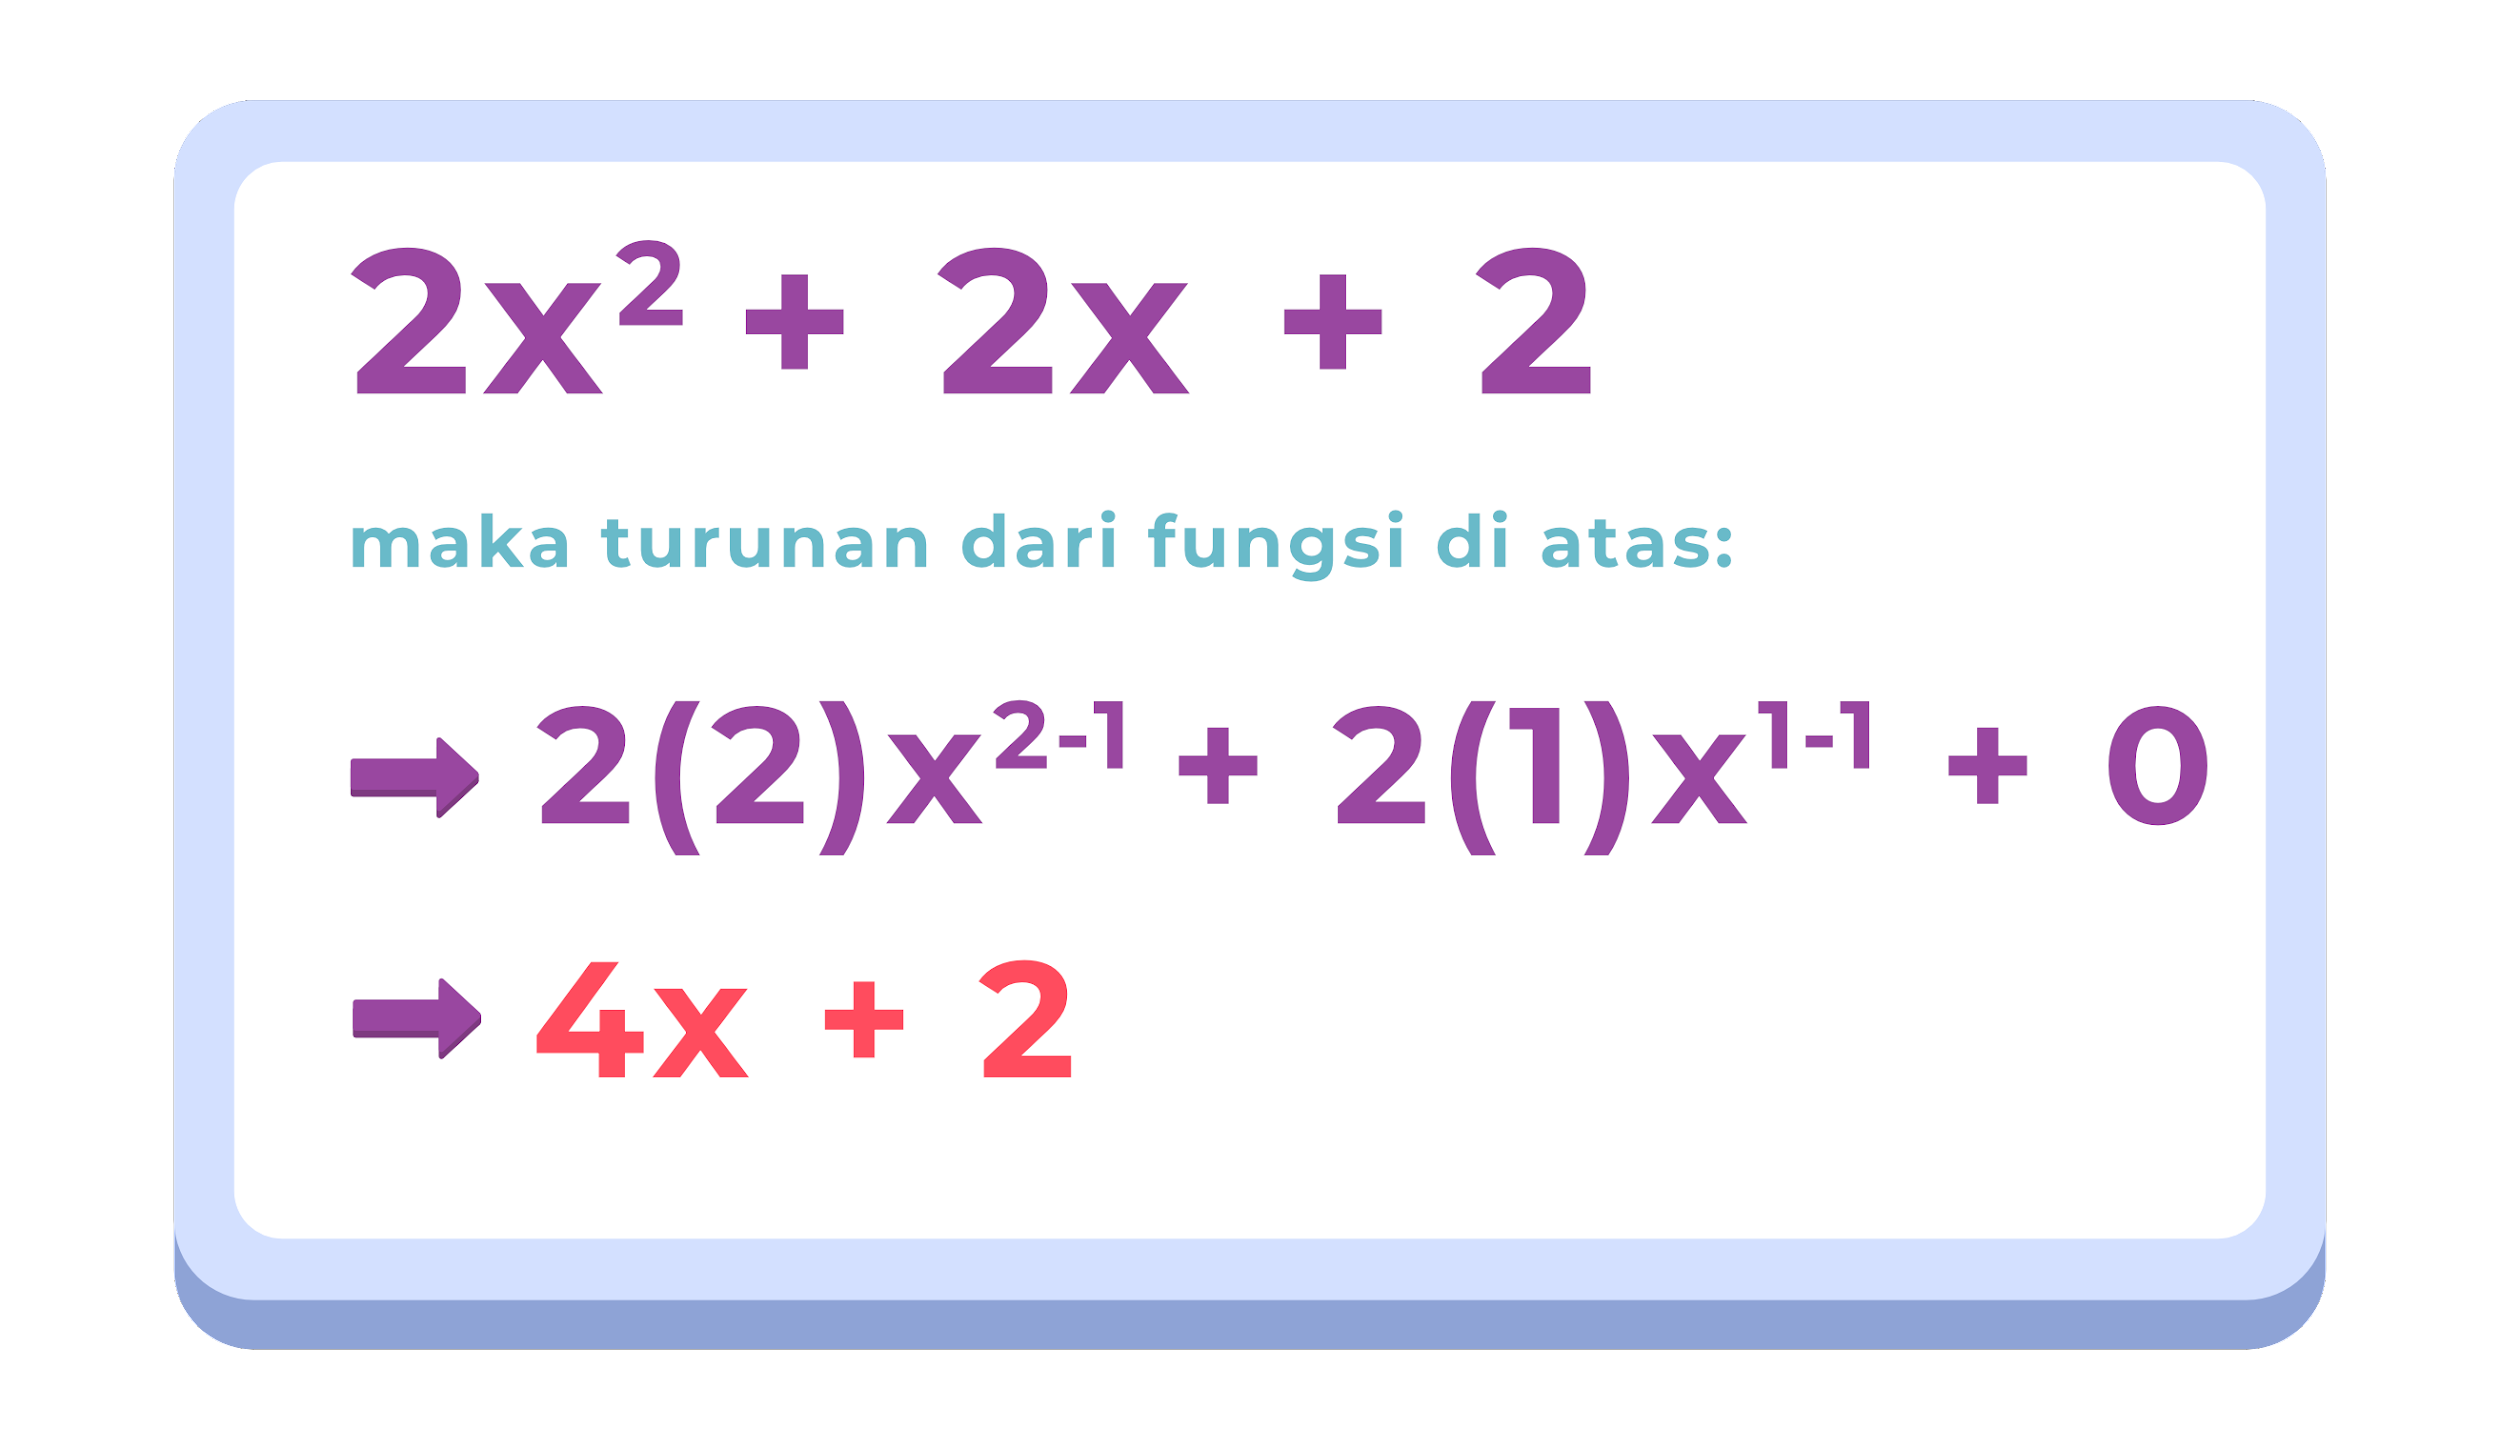 2x² + 2x + 2
maka turunan dari fungsi di atas:
➡ 2(2)x²⁻¹ + 2(1)x¹⁻¹ + 0
➡ 4x + 2